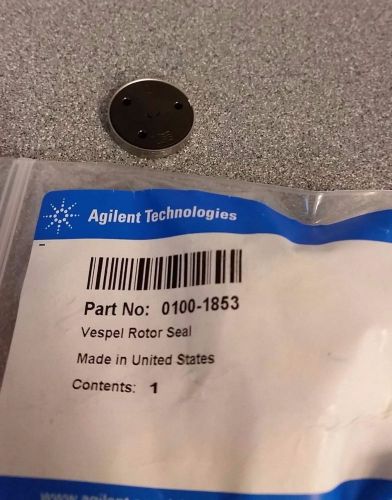 Agilent Technologies
Part No: 0100-1853
Vespel Rotor Seal
Made in United States
Contents: 1